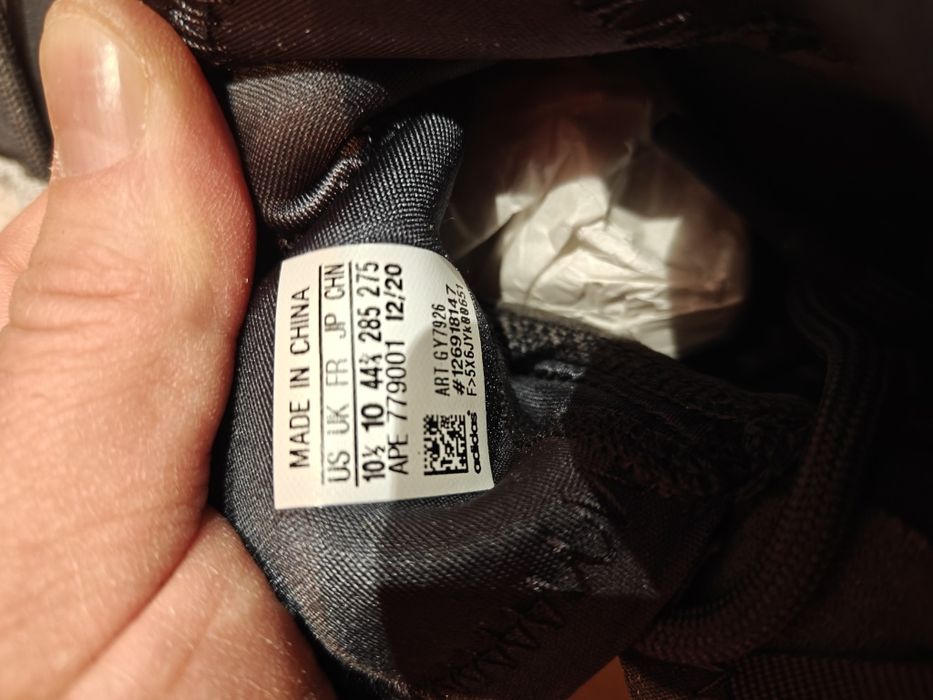 MADE IN CHINA
US UK FR JP CHN
10½ 10 44⅔ 285 275
APE 779001 12/20
ART GY7926
#126918147
F>5X6JYk00651
adidas